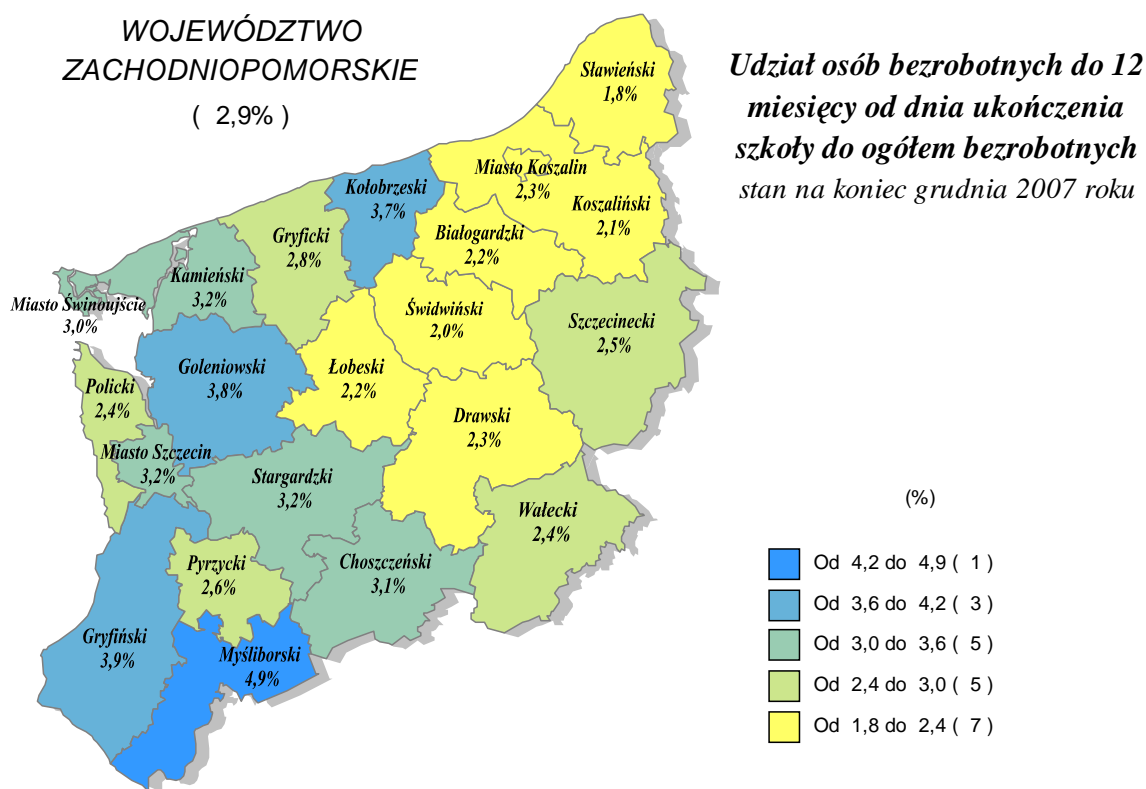 WOJEWÓDZTWO
ZACHODNIOPOMORSKIE
( 2,9% )
Udział osób bezrobotnych do 12
miesięcy od dnia ukończenia
szkoły do ogółem bezrobotnych
stan na koniec grudnia 2007 roku
Sławieński
1,8%
Miasto Koszalin
2,3%
Koszaliński
2,1%
Kołobrzeski
3,7%
Białogardzki
2,2%
Gryficki
2,8%
Kamieński
3,2%
Miasto Świnoujście
3,0%
Świdwiński
2,0%
Szczecinecki
2,5%
Goleniowski
3,8%
Łobeski
2,2%
Policki
2,4%
Drawski
2,3%
Miasto Szczecin
3,2%
Stargardzki
3,2%
Wałecki
2,4%
Pyrzycki
2,6%
Choszczeński
3,1%
Gryfiński
3,9%
Myśliborski
4,9%
(%)
Od 4,2 do 4,9 ( 1 )
Od 3,6 do 4,2 ( 3 )
Od 3,0 do 3,6 ( 5 )
Od 2,4 do 3,0 ( 5 )
Od 1,8 do 2,4 ( 7 )